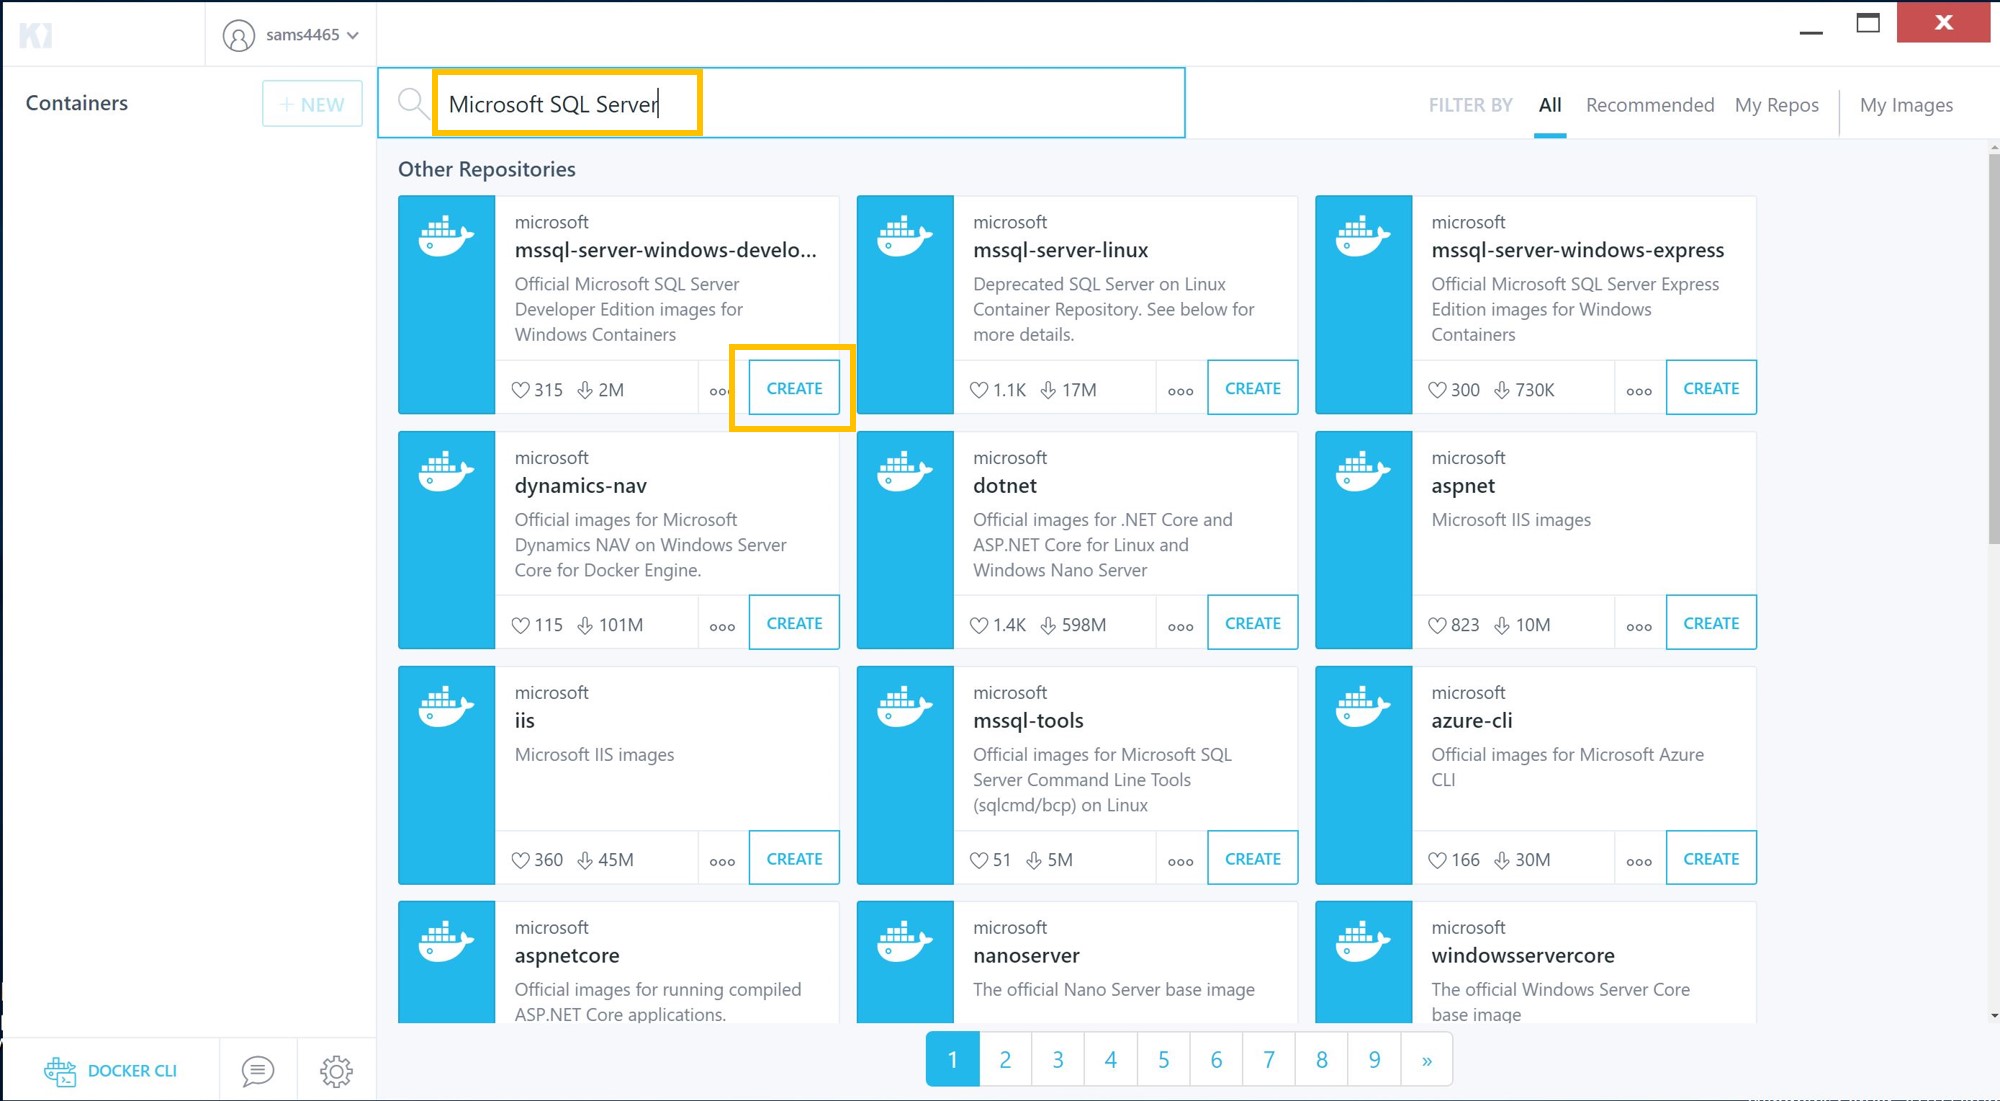 sams4465
Containers
+ NEW
Microsoft SQL Server
FILTER BY All Recommended My Repos My Images
Other Repositories
microsoft
mssql-server-windows-develo...
Official Microsoft SQL Server
Developer Edition images for
Windows Containers
315 2M
CREATE
microsoft
mssql-server-linux
Deprecated SQL Server on Linux
Container Repository. See below for
more details.
1.1K 17M
CREATE
microsoft
mssql-server-windows-express
Official Microsoft SQL Server Express
Edition images for Windows
Containers
300 730K
CREATE
microsoft
dynamics-nav
Official images for Microsoft
Dynamics NAV on Windows Server
Core for Docker Engine.
115 101M
CREATE
microsoft
dotnet
Official images for .NET Core and
ASP.NET Core for Linux and
Windows Nano Server
1.4K 598M
CREATE
microsoft
aspnet
Microsoft IIS images
823 10M
CREATE
microsoft
iis
Microsoft IIS images
360 45M
CREATE
microsoft
mssql-tools
Official images for Microsoft SQL
Server Command Line Tools
(sqlcmd/bcp) on Linux
51 5M
CREATE
microsoft
azure-cli
Official images for Microsoft Azure
CLI
166 30M
CREATE
microsoft
aspnetcore
Official images for running compiled
ASP.NET Core applications.
microsoft
nanoserver
The official Nano Server base image
microsoft
windowsservercore
The official Windows Server Core
base image
1 2 3 4 5 6 7 8 9 »
DOCKER CLI